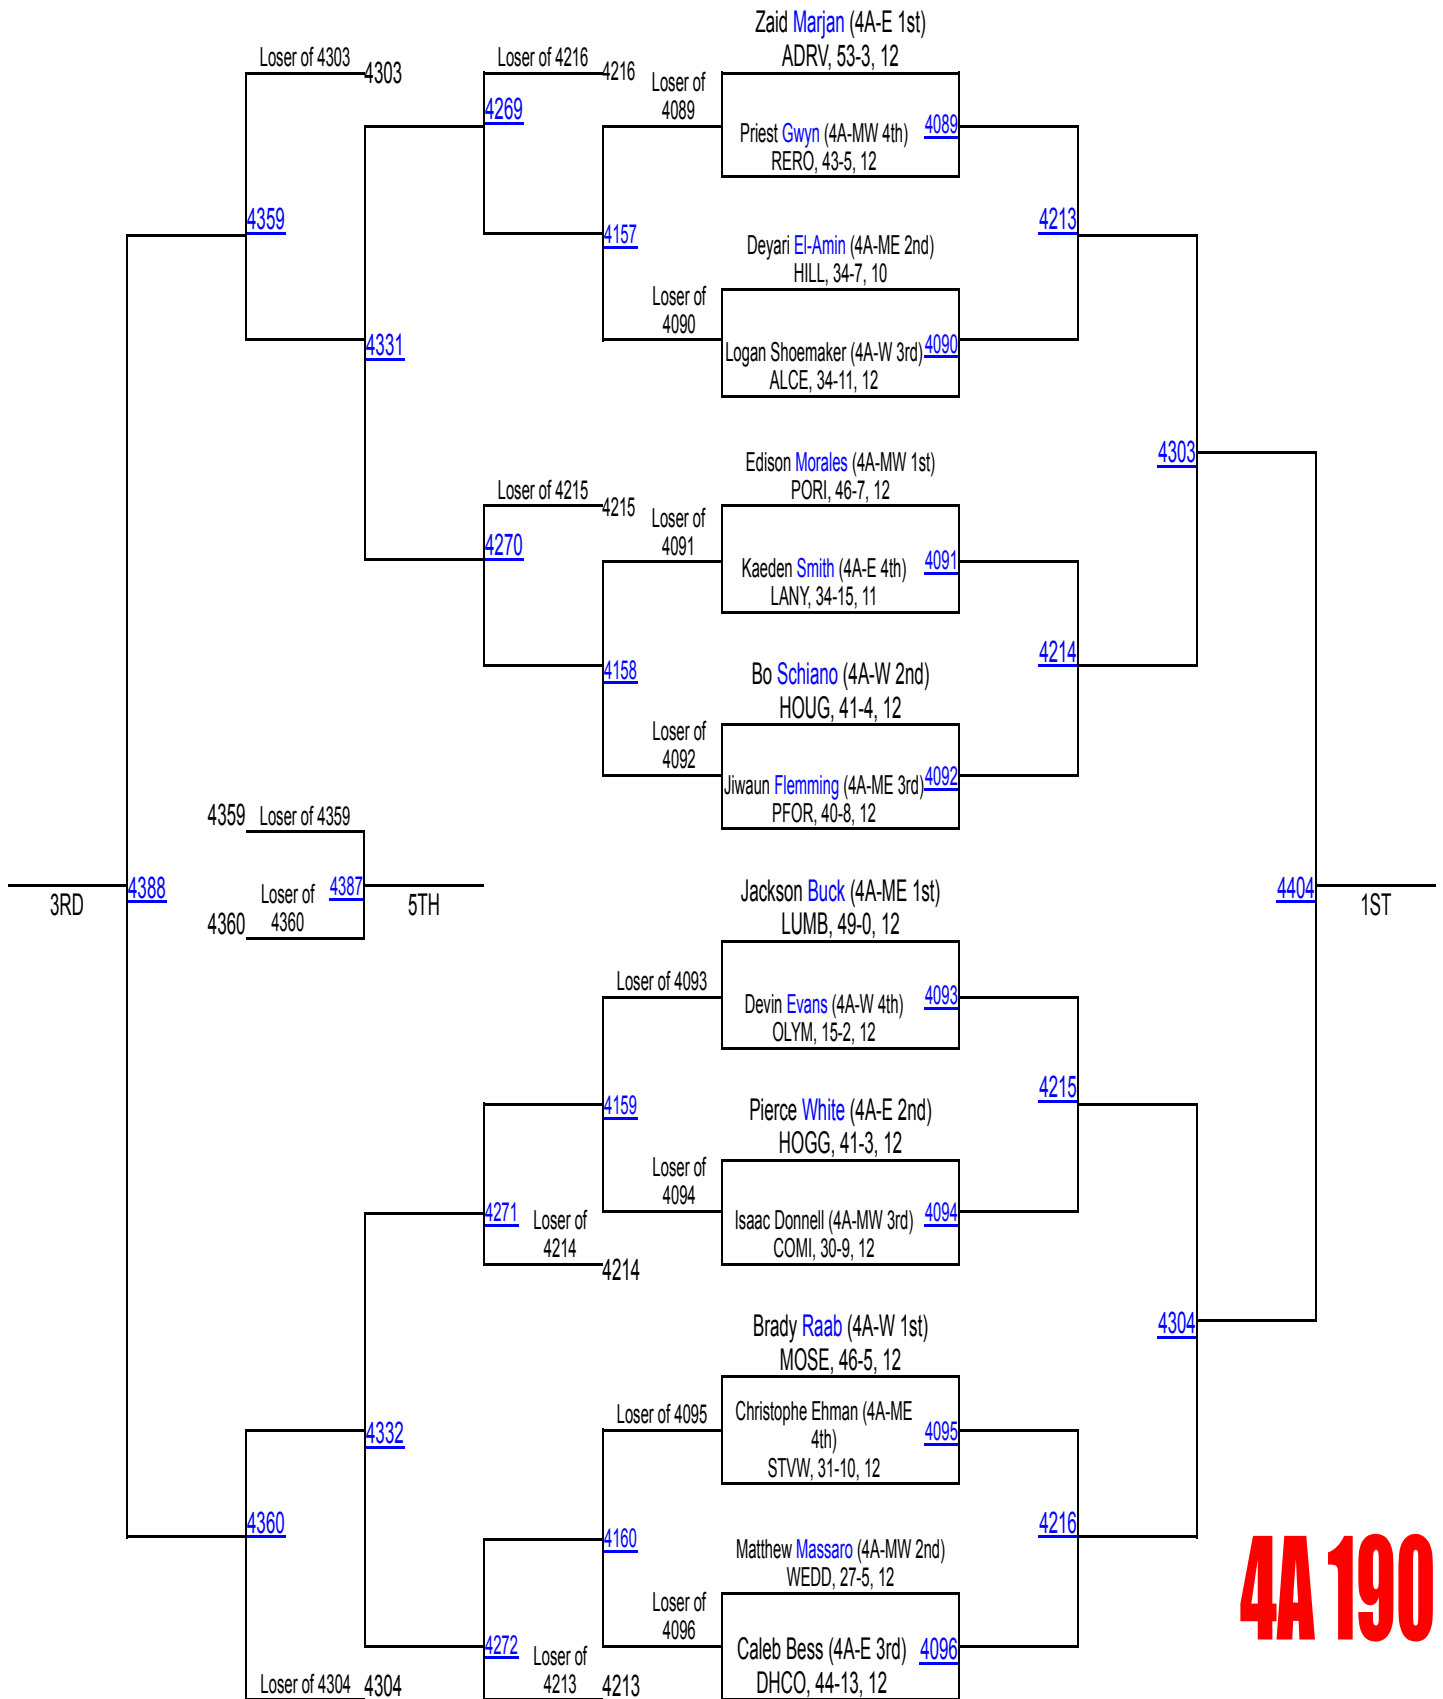 Zaid Marjan (4A-E 1st)
ADRV, 53-3, 12
Loser of 4303
4303
Loser of 4216
4216
Loser of
4089
4269
Priest Gwyn (4A-MW 4th)
RERO, 43-5, 12
4089
4359
4157
4213
Deyari El-Amin (4A-ME 2nd)
HILL, 34-7, 10
Loser of
4090
4331
Logan Shoemaker (4A-W 3rd)
ALCE, 34-11, 12
4090
4303
Edison Morales (4A-MW 1st)
PORI, 46-7, 12
Loser of 4215
4215
Loser of
4091
4270
Kaeden Smith (4A-E 4th)
LANY, 34-15, 11
4091
4158
4214
Bo Schiano (4A-W 2nd)
HOUG, 41-4, 12
Loser of
4092
Jiwaun Flemming (4A-ME 3rd)
PFOR, 40-8, 12
4092
4359
Loser of 4359
4388
3RD
Loser of
4360
4360
4387
5TH
Jackson Buck (4A-ME 1st)
LUMB, 49-0, 12
4404
1ST
Loser of 4093
Devin Evans (4A-W 4th)
OLYM, 15-2, 12
4093
4159
4215
Pierce White (4A-E 2nd)
HOGG, 41-3, 12
Loser of
4094
4271
Loser of
4214
4214
Isaac Donnell (4A-MW 3rd)
COMI, 30-9, 12
4094
4304
Brady Raab (4A-W 1st)
MOSE, 46-5, 12
Loser of 4095
4332
Christophe Ehman (4A-ME
4th)
STVW, 31-10, 12
4095
4360
4160
4216
Matthew Massaro (4A-MW 2nd)
WEDD, 27-5, 12
Loser of
4096
4272
Loser of
4213
4213
Caleb Bess (4A-E 3rd)
DHCO, 44-13, 12
4096
Loser of 4304
4304
4A 190